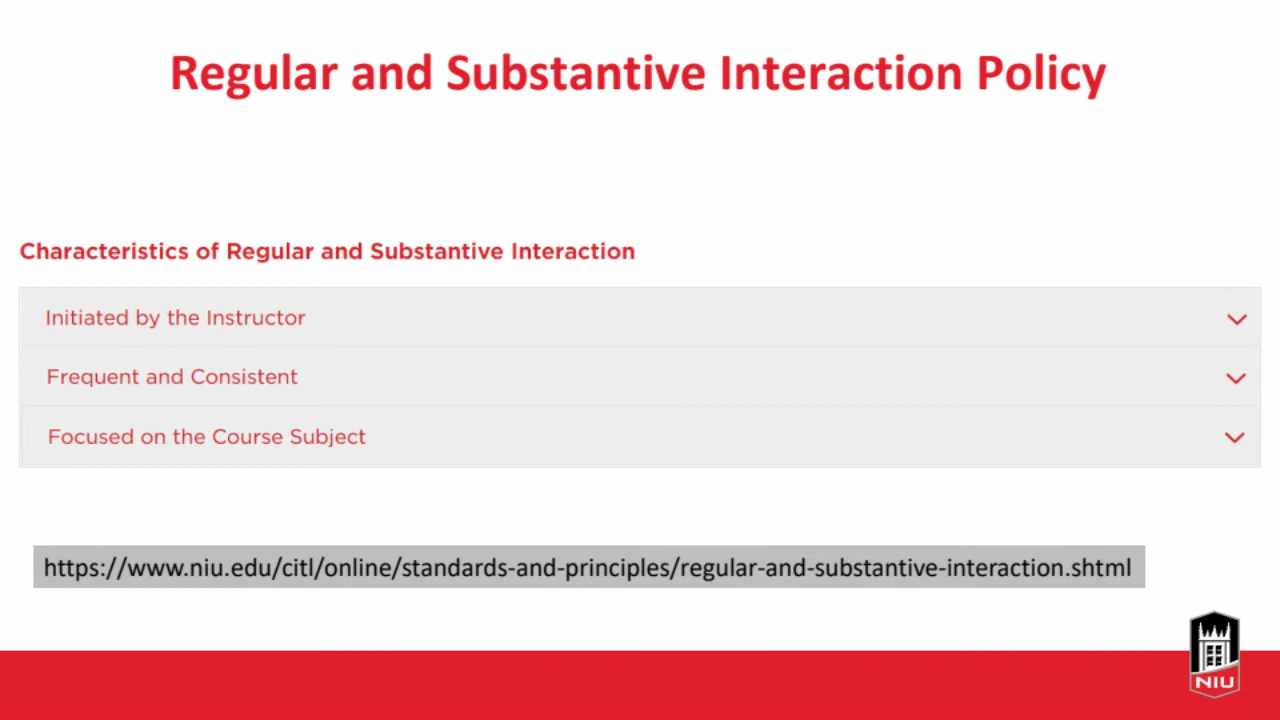 Regular and Substantive Interaction Policy
Characteristics of Regular and Substantive Interaction
Initiated by the Instructor
Frequent and Consistent
Focused on the Course Subject
https://www.niu.edu/citl/online/standards-and-principles/regular-and-substantive-interaction.shtml
NIU